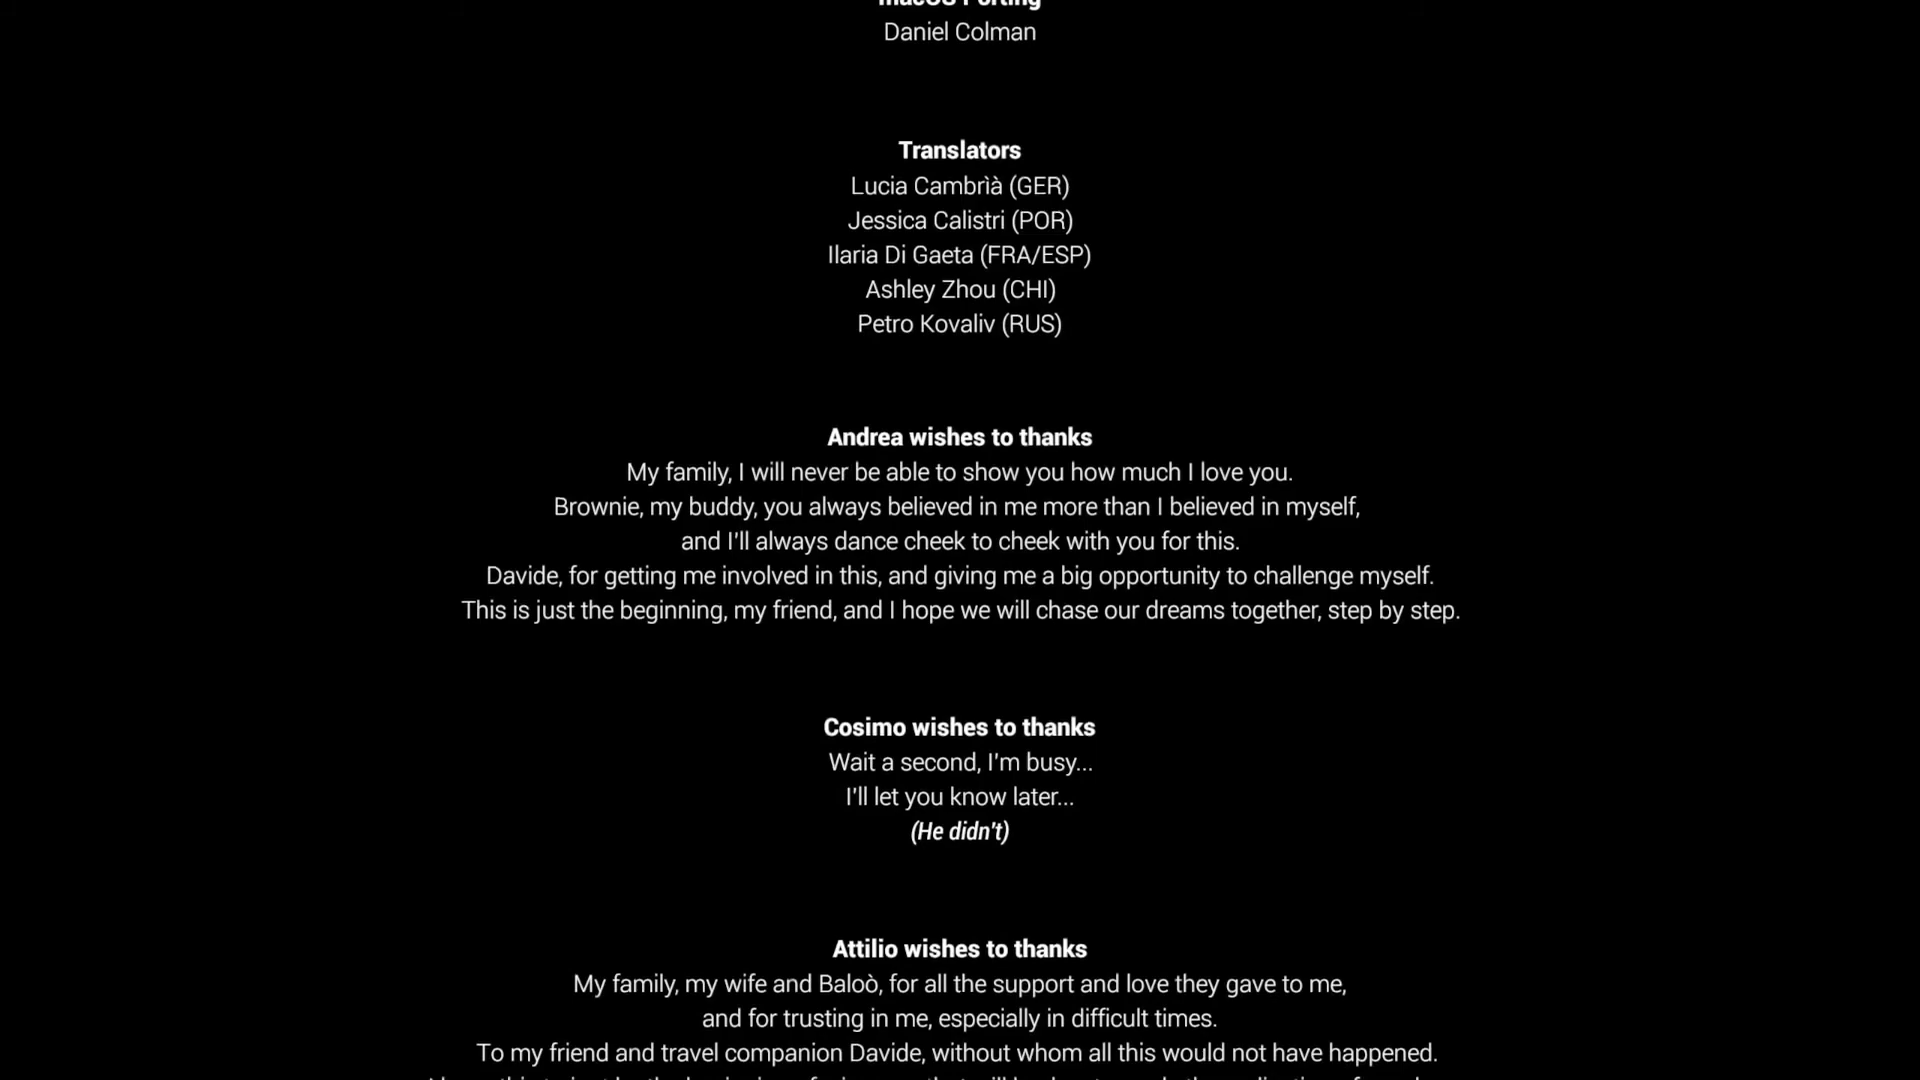 macOS Porting
Daniel Colman
Translators
Lucia Cambrìà (GER)
Jessica Calistri (POR)
Ilaria Di Gaeta (FRA/ESP)
Ashley Zhou (CHI)
Petro Kovaliv (RUS)
Andrea wishes to thanks
My family, I will never be able to show you how much I love you.
Brownie, my buddy, you always believed in me more than I believed in myself,
and I'll always dance cheek to cheek with you for this.
Davide, for getting me involved in this, and giving me a big opportunity to challenge myself.
This is just the beginning, my friend, and I hope we will chase our dreams together, step by step.
Cosimo wishes to thanks
Wait a second, I'm busy...
I'll let you know later...
(He didn't)
Attilio wishes to thanks
My family, my wife and Baloò, for all the support and love they gave to me,
and for trusting in me, especially in difficult times.
To my friend and travel companion Davide, without whom all this would not have happened.